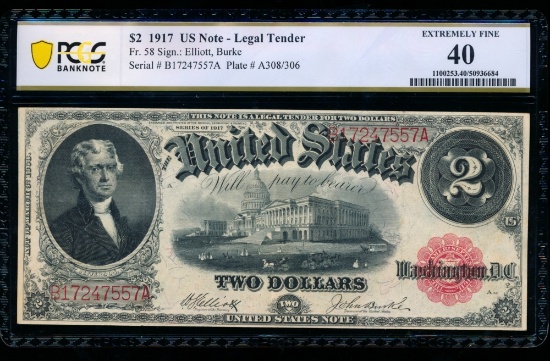 PCGS
BANKNOTE
$2 1917 US Note - Legal Tender
Fr. 58 Sign.: Elliott, Burke
Serial # B17247557A Plate # A308/306
EXTREMELY FINE
40
1100253.40/50936684
THIS NOTE IS A LEGAL TENDER FOR TWO DOLLARS
SERIES OF 1917
B17247557A
United States
Will pay to bearer
2
Washington, D.C.
B17247557A
TWO DOLLARS
TWO
John Burke
UNITED STATES NOTE